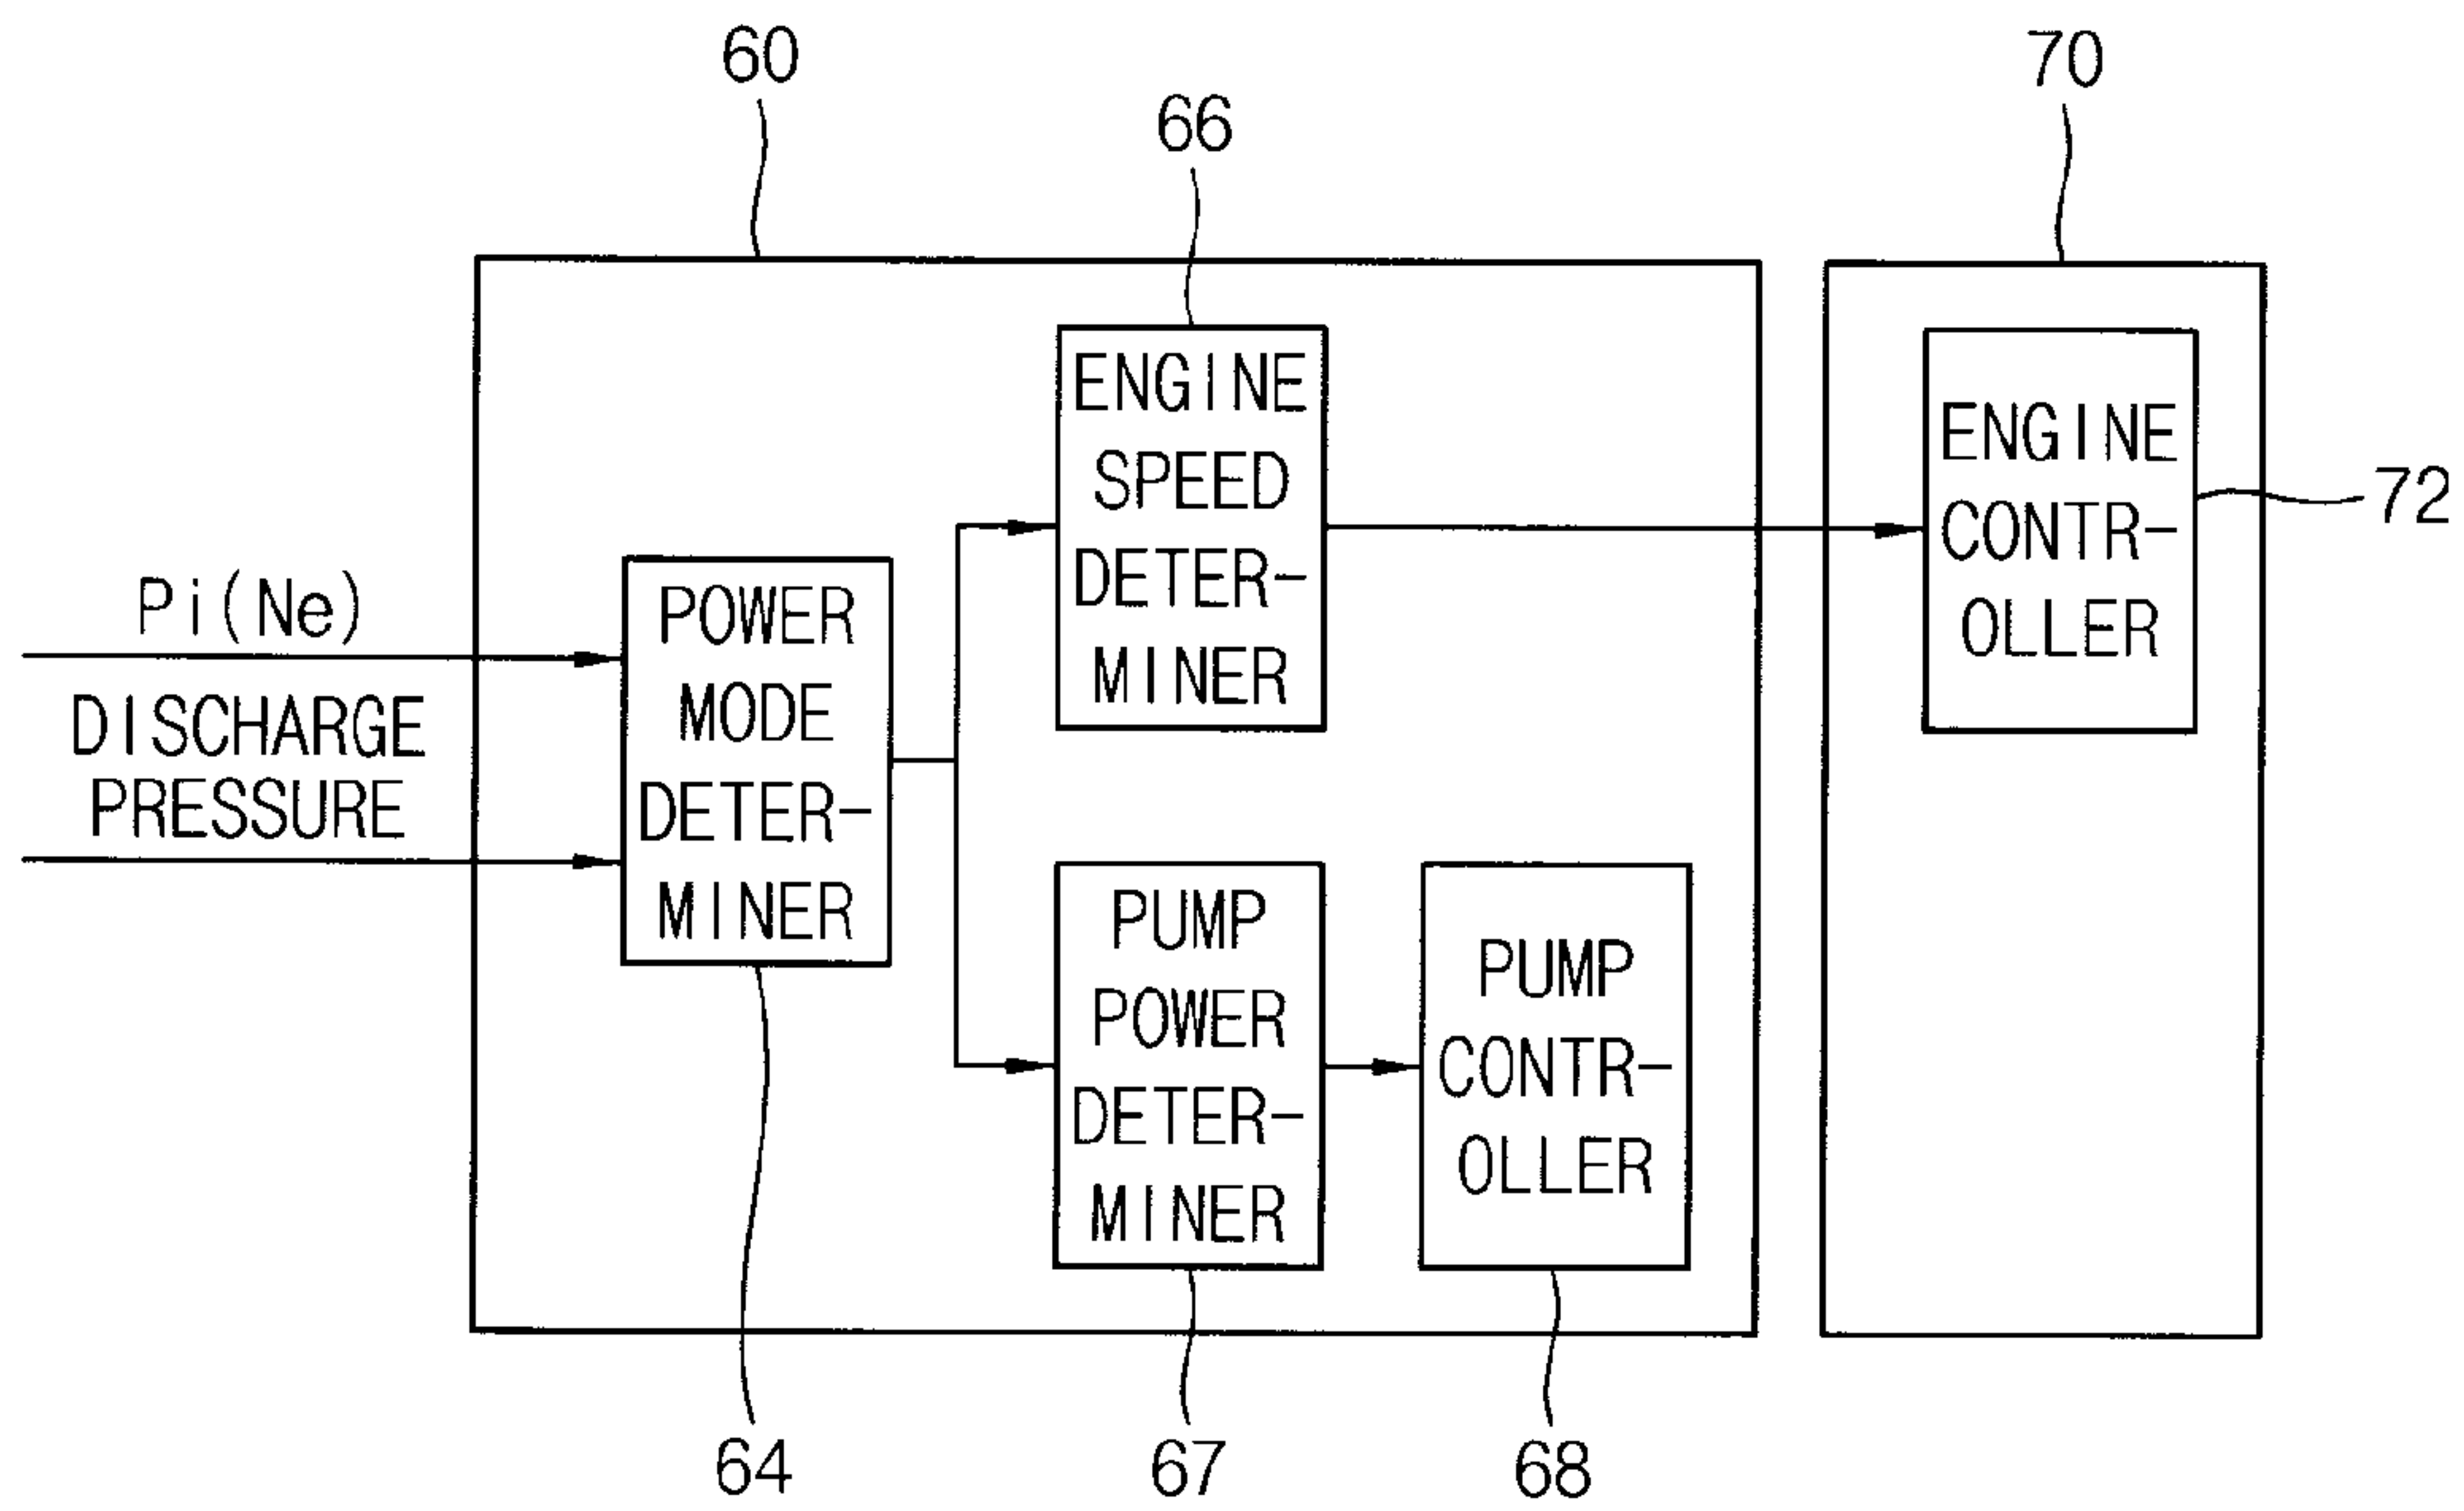 60
70
66
ENGINE
SPEED
DETER-
MINER
ENGINE
CONTR-
OLLER
72
Pi(Ne)
DISCHARGE
PRESSURE
POWER
MODE
DETER-
MINER
PUMP
POWER
DETER-
MINER
PUMP
CONTR-
OLLER
64
67
68